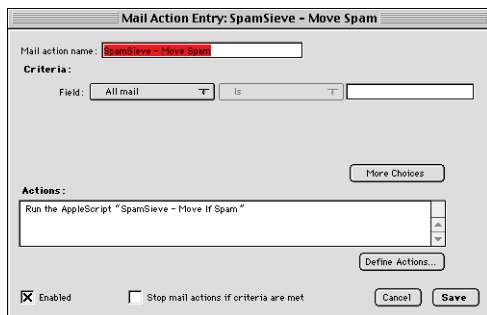 Mail Action Entry: SpamSieve – Move Spam
Mail action name: SpamSieve – Move Spam
Criteria:
Field: All mail Is
More Choices
Actions:
Run the AppleScript "SpamSieve – Move If Spam"
Define Actions...
Enabled Stop mail actions if criteria are met Cancel Save